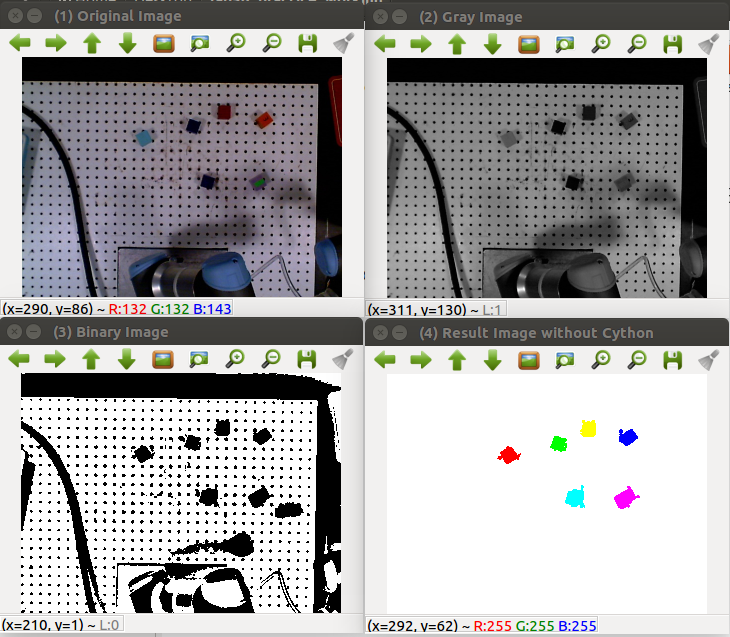 (1) Original Image
(2) Gray Image
(x=290, y=86) ~ R:132 G:132 B:143
(x=311, y=130) ~ L:1
(3) Binary Image
(4) Result Image without Cython
(x=210, y=1) ~ L:0
(x=292, y=62) ~ R:255 G:255 B:255